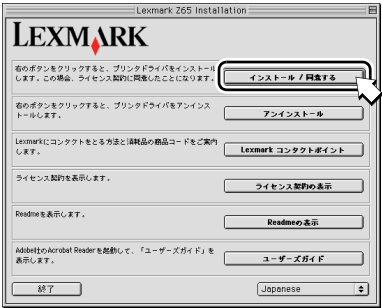 Lexmark Z65 Installation
LEXMARK
右のボタンをクリックすると、プリンタドライバをインストール
します。この場合、ライセンス契約に同意したことになります。
インストール / 同意する
右のボタンをクリックすると、プリンタドライバをアンインス
トールします。
アンインストール
Lexmarkにコンタクトをとる方法と消耗品の商品コードをご案内
します。
Lexmark コンタクトポイント
ライセンス契約を表示します。
ライセンス契約の表示
Readmeを表示します。
Readmeの表示
Adobe社のAcrobat Readerを起動して、「ユーザーズガイド」を
表示します。
ユーザーズガイド
終了
Japanese